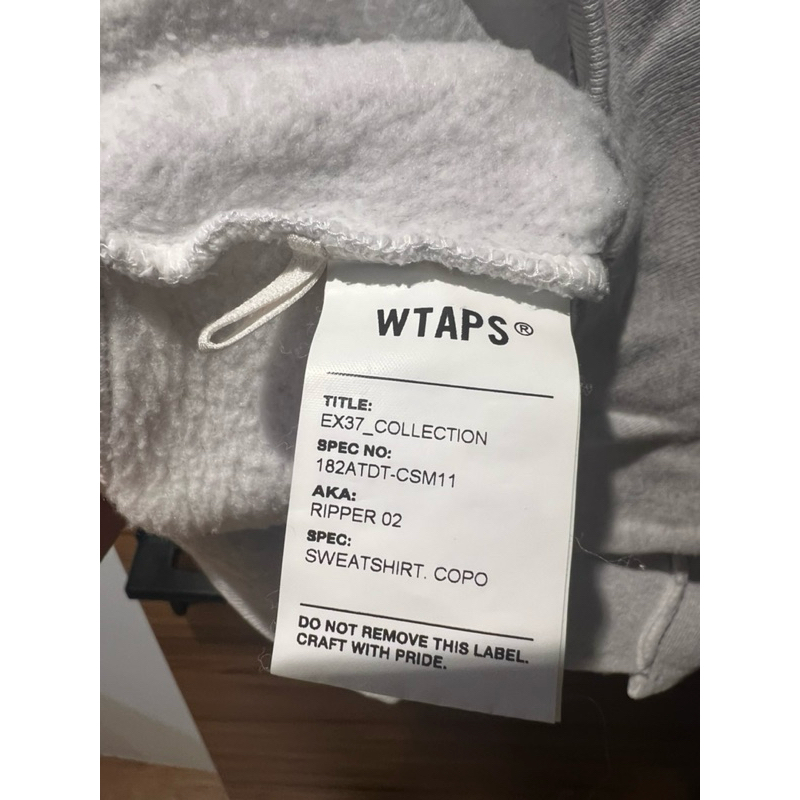 WTAPS®
TITLE:
EX37_COLLECTION
SPEC NO:
182ATDT-CSM11
AKA:
RIPPER 02
SPEC:
SWEATSHIRT. COPO
DO NOT REMOVE THIS LABEL.
CRAFT WITH PRIDE.